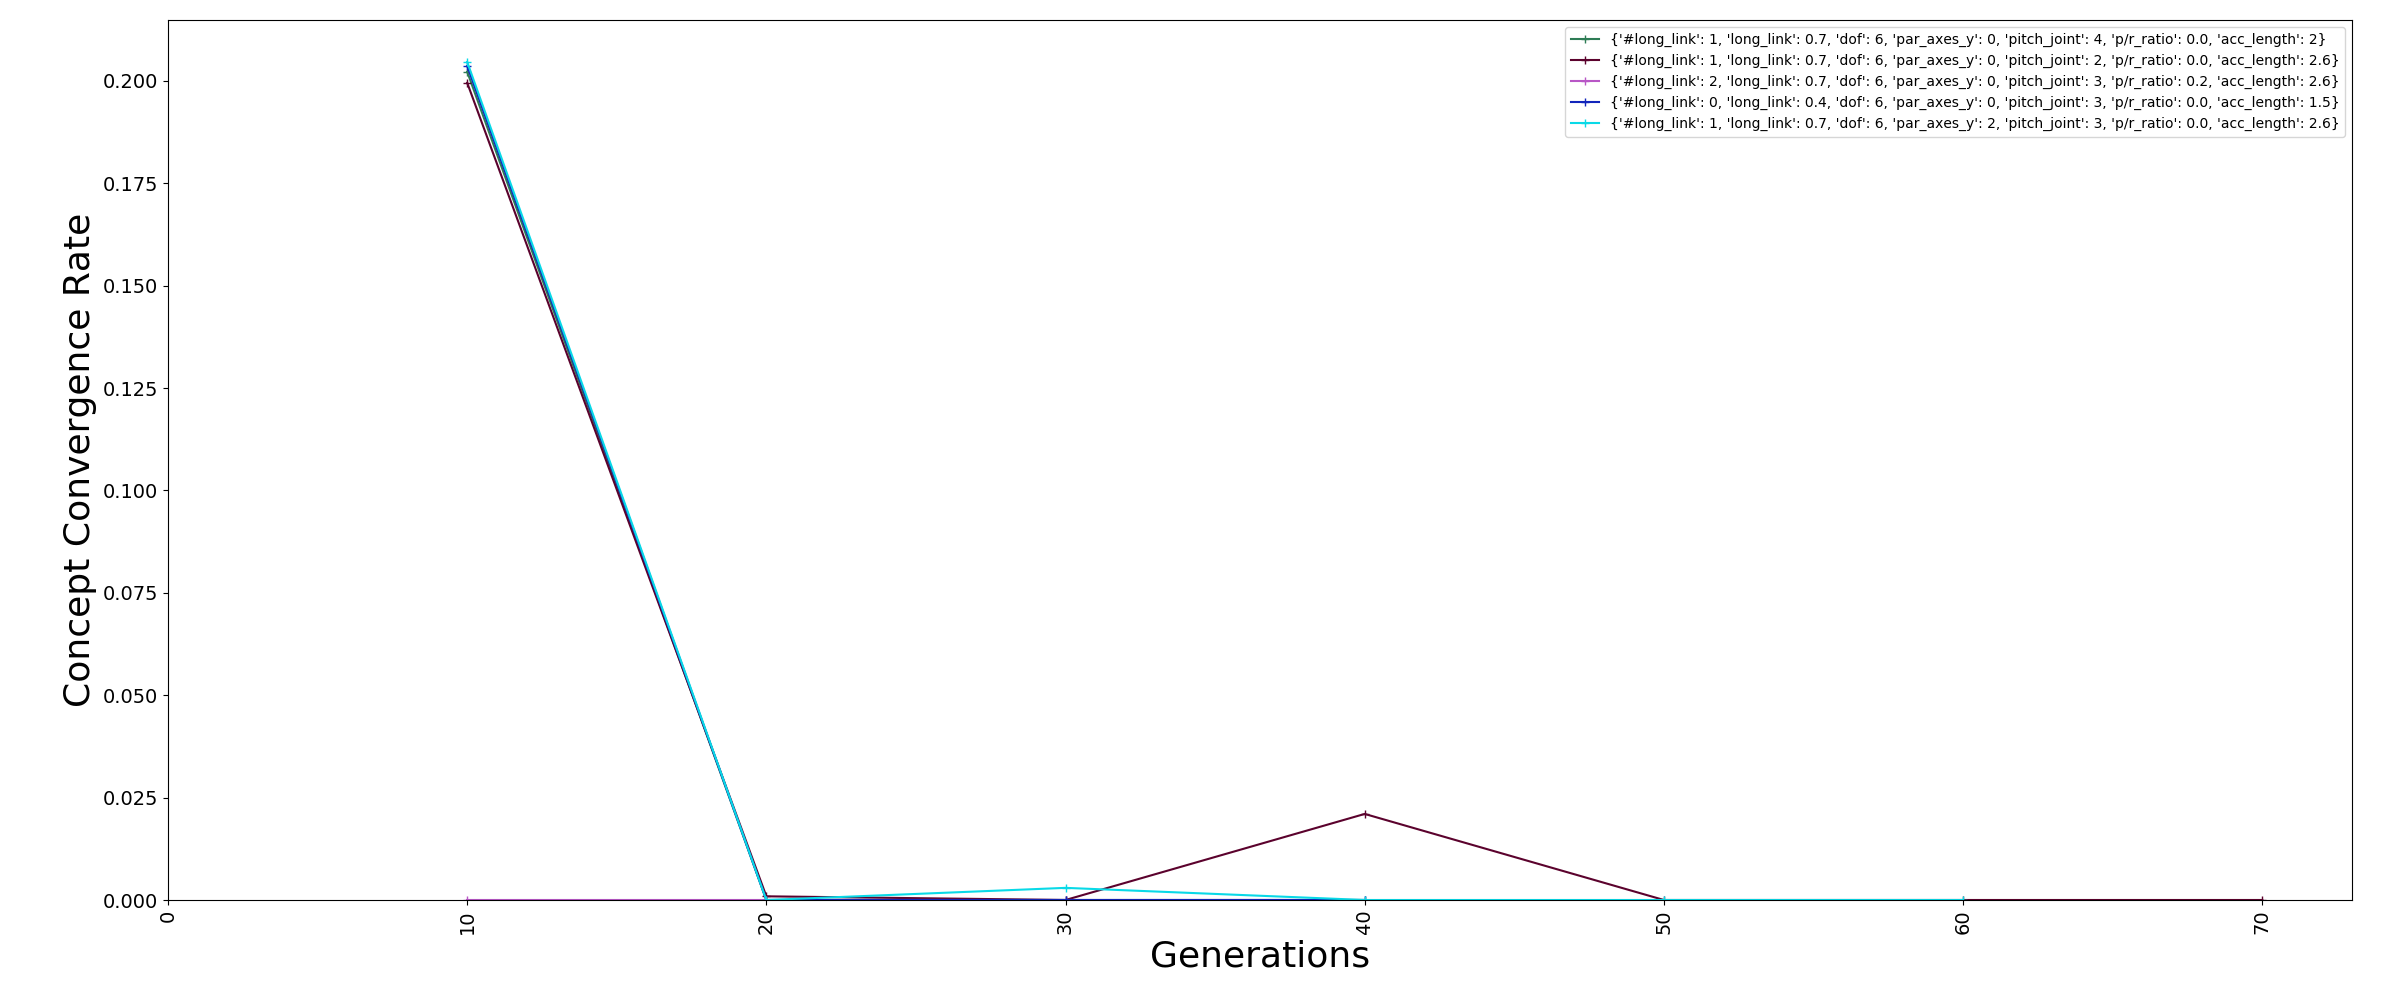 {'#long_link': 1, 'long_link': 0.7, 'dof': 6, 'par_axes_y': 0, 'pitch_joint': 4, 'p/r_ratio': 0.0, 'acc_length': 2}
{'#long_link': 1, 'long_link': 0.7, 'dof': 6, 'par_axes_y': 0, 'pitch_joint': 2, 'p/r_ratio': 0.0, 'acc_length': 2.6}
{'#long_link': 2, 'long_link': 0.7, 'dof': 6, 'par_axes_y': 0, 'pitch_joint': 3, 'p/r_ratio': 0.2, 'acc_length': 2.6}
{'#long_link': 0, 'long_link': 0.4, 'dof': 6, 'par_axes_y': 0, 'pitch_joint': 3, 'p/r_ratio': 0.0, 'acc_length': 1.5}
{'#long_link': 1, 'long_link': 0.7, 'dof': 6, 'par_axes_y': 2, 'pitch_joint': 3, 'p/r_ratio': 0.0, 'acc_length': 2.6}
Concept Convergence Rate
0.200
0.175
0.150
0.125
0.100
0.075
0.050
0.025
0.000
0
10
20
30
40
50
60
70
Generations